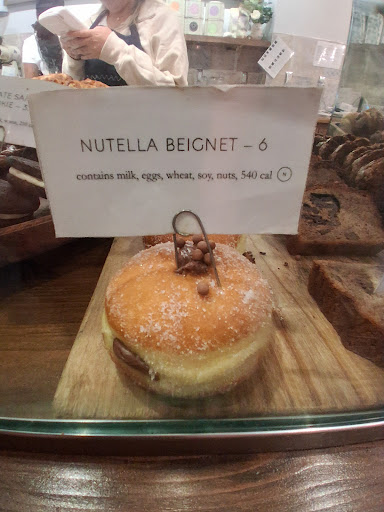 NUTELLA BEIGNET – 6
contains milk, eggs, wheat, soy, nuts, 540 cal N